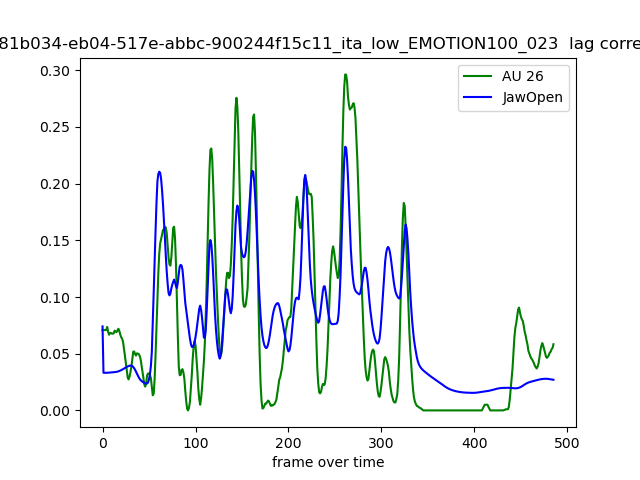 81b034-eb04-517e-abbc-900244f15c11_ita_low_EMOTION100_023 lag corre
AU 26
JawOpen
0.30
0.25
0.20
0.15
0.10
0.05
0.00
0 100 200 300 400 500
frame over time